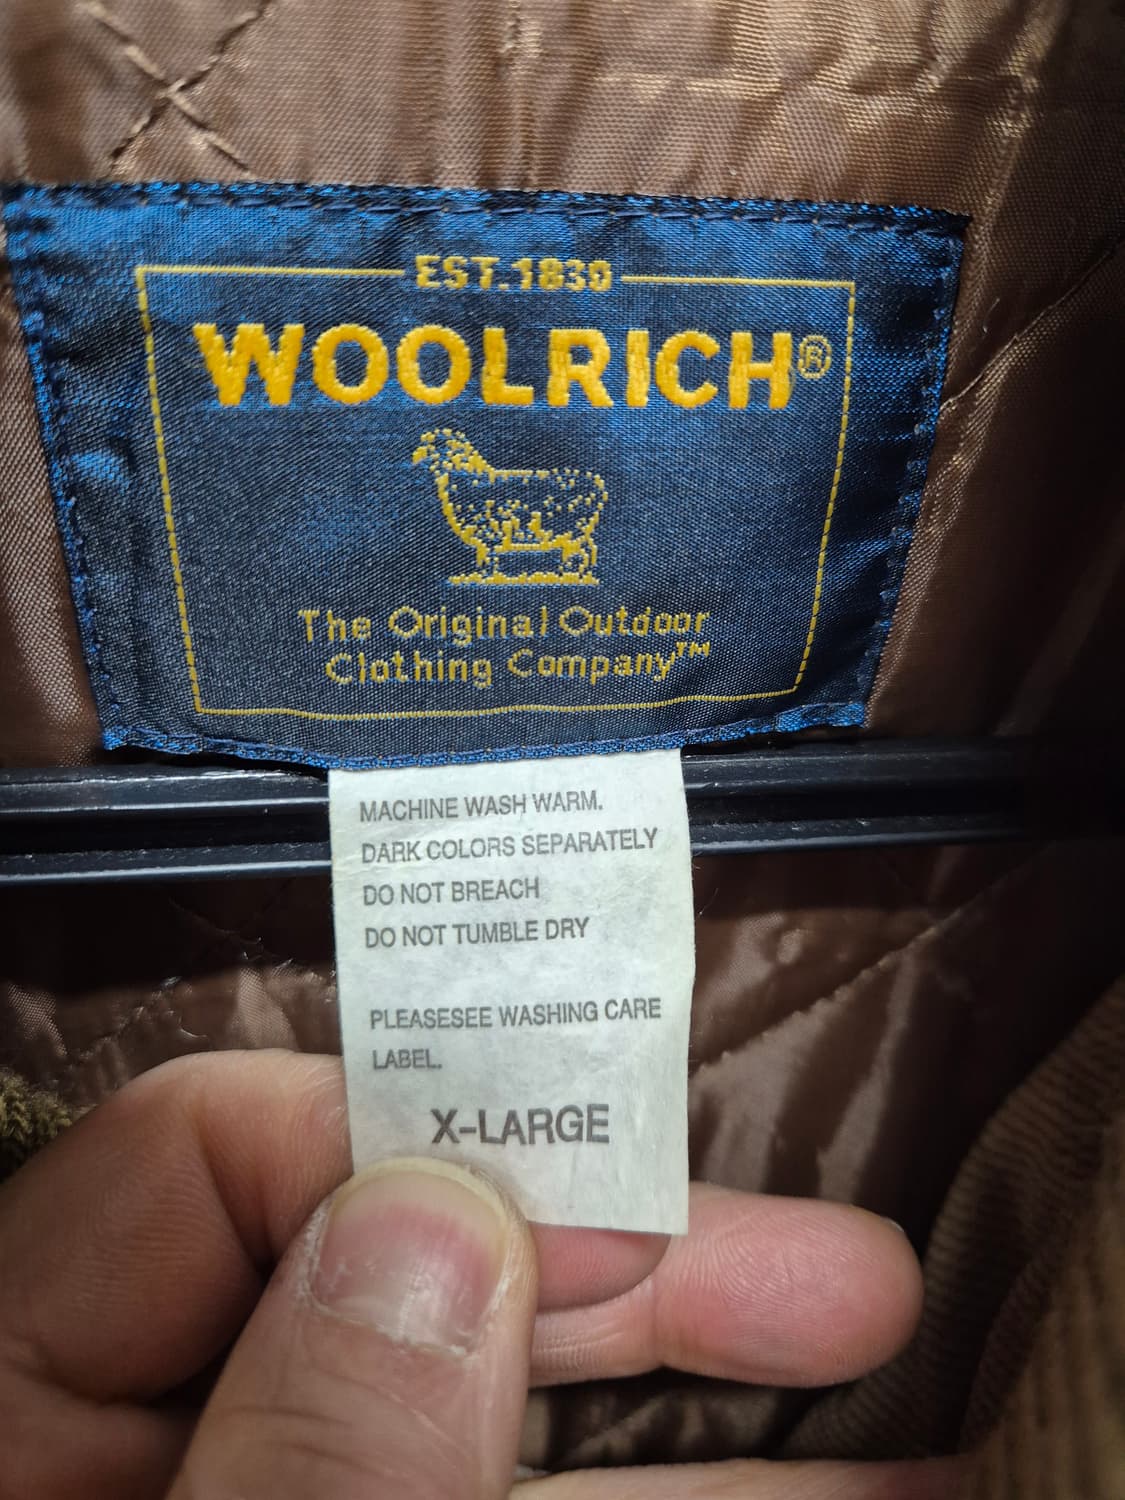 EST.1830
WOOLRICH®
The Original Outdoor
Clothing Company™
MACHINE WASH WARM.
DARK COLORS SEPARATELY
DO NOT BREACH
DO NOT TUMBLE DRY
PLEASESEE WASHING CARE
LABEL.
X-LARGE